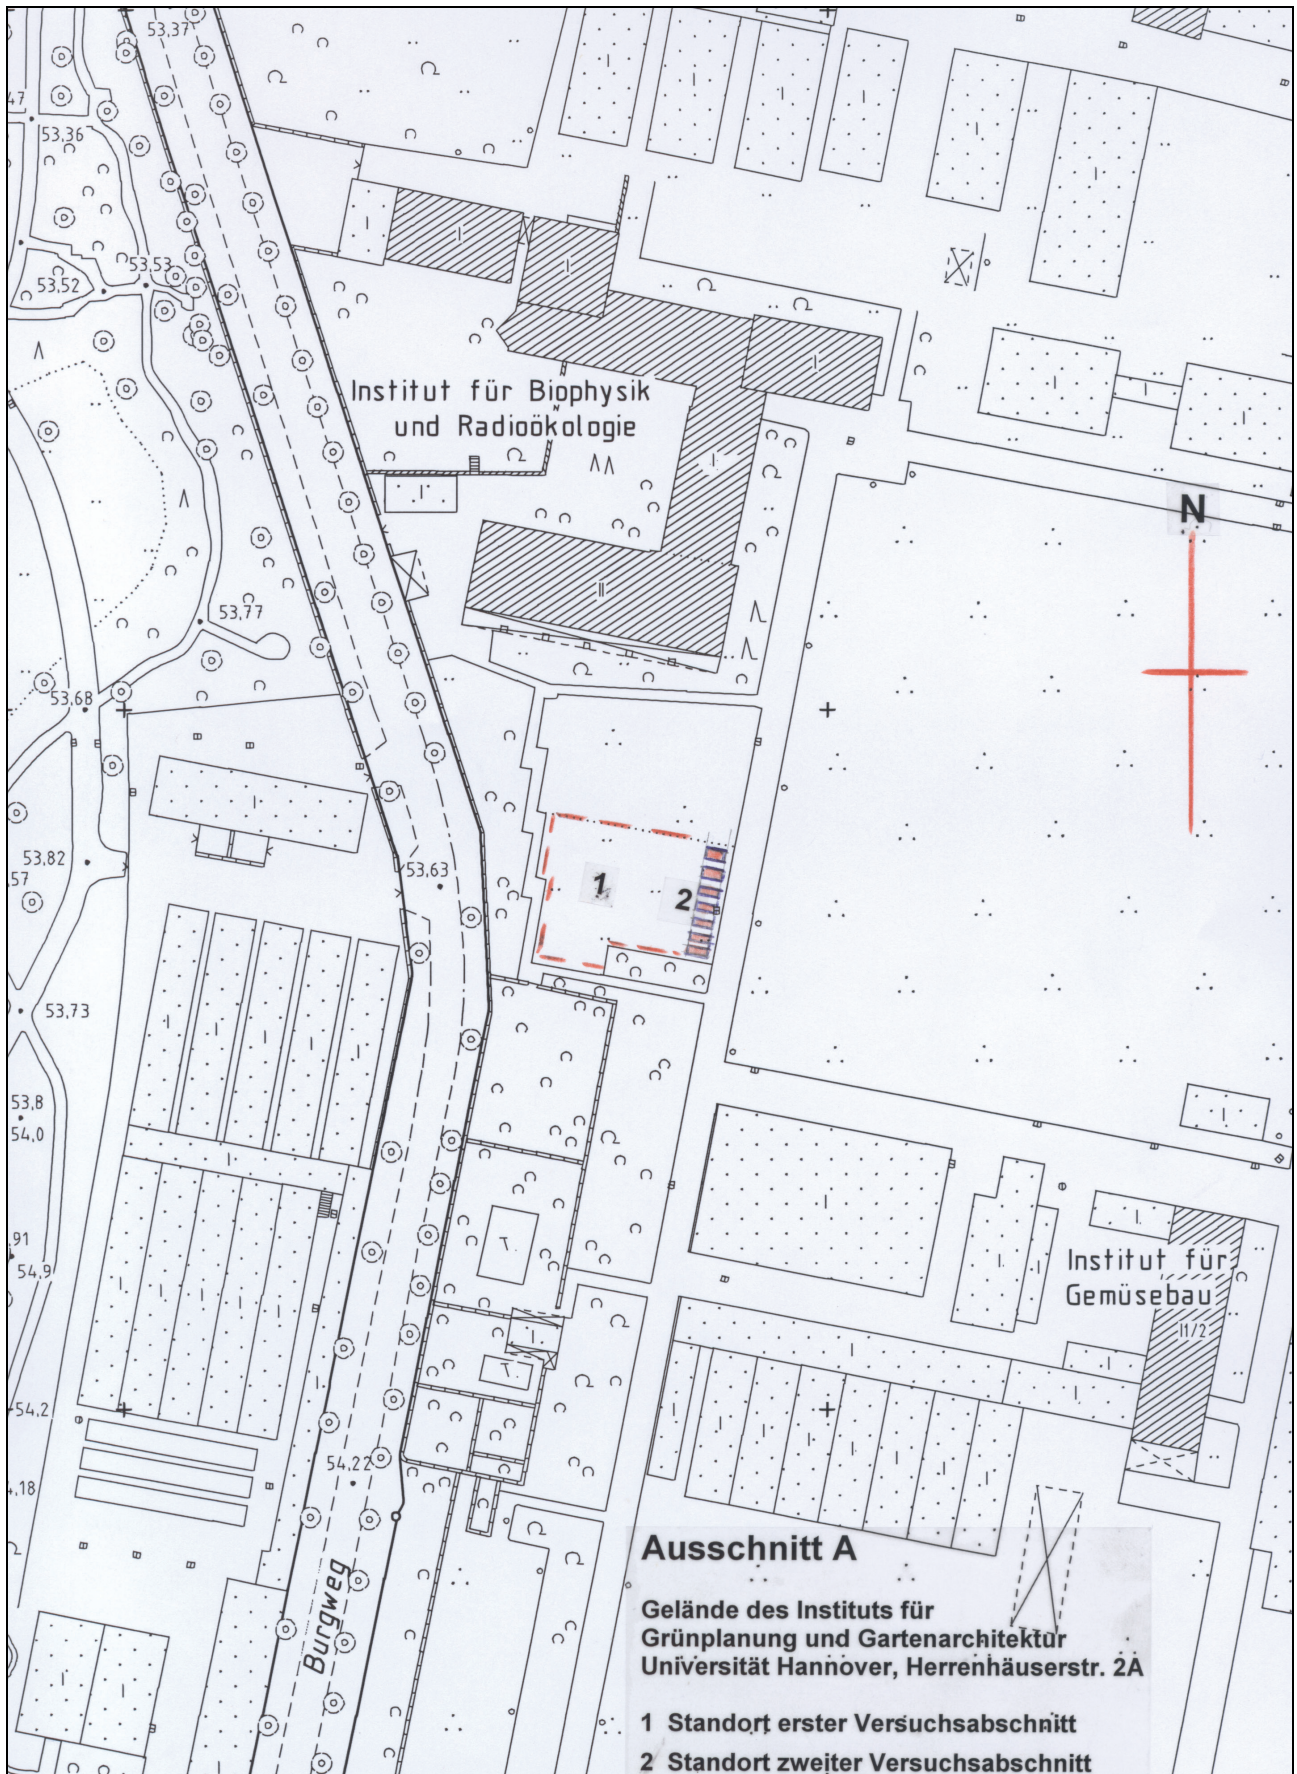 53,37
47
53,36
53,53
53,52
Institut für Biophysik
und Radioökologie
N
II
53,77
53,68
53,82
53,63
57
1
2
53,73
53,8
54,0
91
54,9
Institut für
Gemüsebau
II/2
54,2
54,22
,18
Burgweg
Ausschnitt A
Gelände des Instituts für
Grünplanung und Gartenarchitektur
Universität Hannover, Herrenhäuserstr. 2A
1 Standort erster Versuchsabschnitt
2 Standort zweiter Versuchsabschnitt